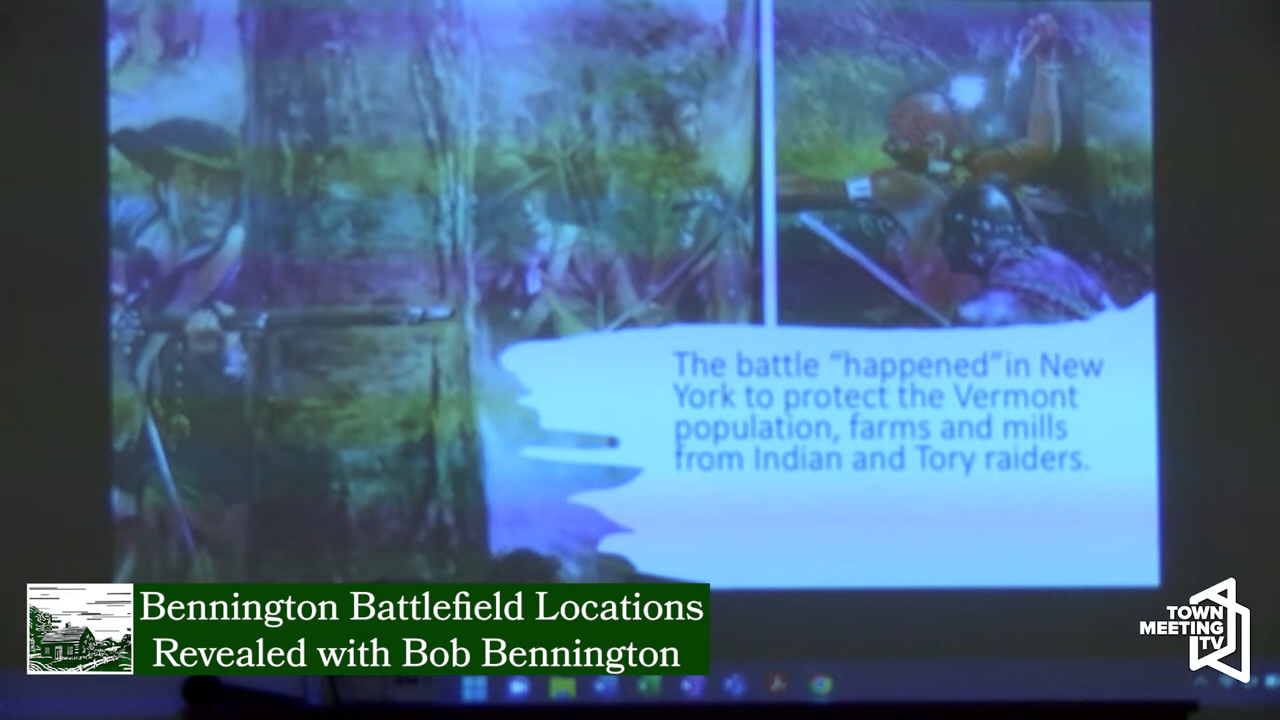 The battle “happened”in New
York to protect the Vermont
population, farms and mills
from Indian and Tory raiders.
Bennington Battlefield Locations
Revealed with Bob Bennington
TOWN
MEETING
TV